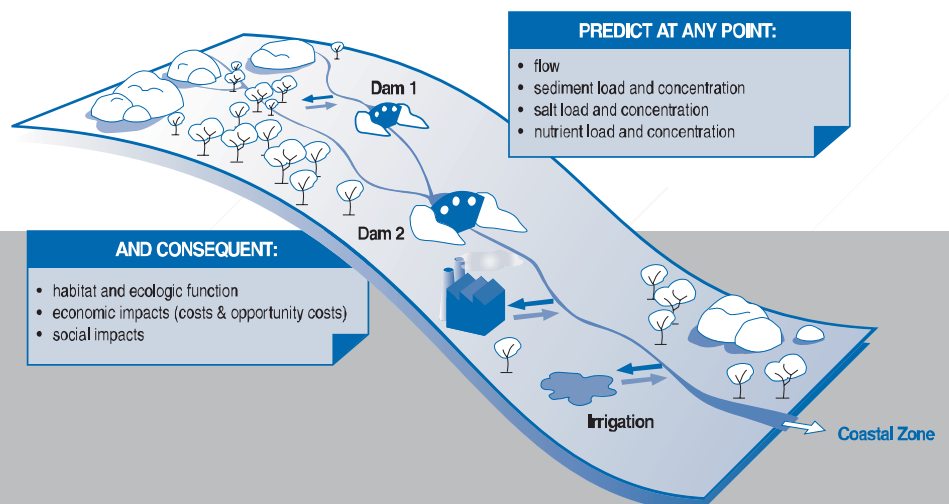 PREDICT AT ANY POINT:
• flow
• sediment load and concentration
• salt load and concentration
• nutrient load and concentration
Dam 1
Dam 2
AND CONSEQUENT:
• habitat and ecologic function
• economic impacts (costs & opportunity costs)
• social impacts
Irrigation
Coastal Zone